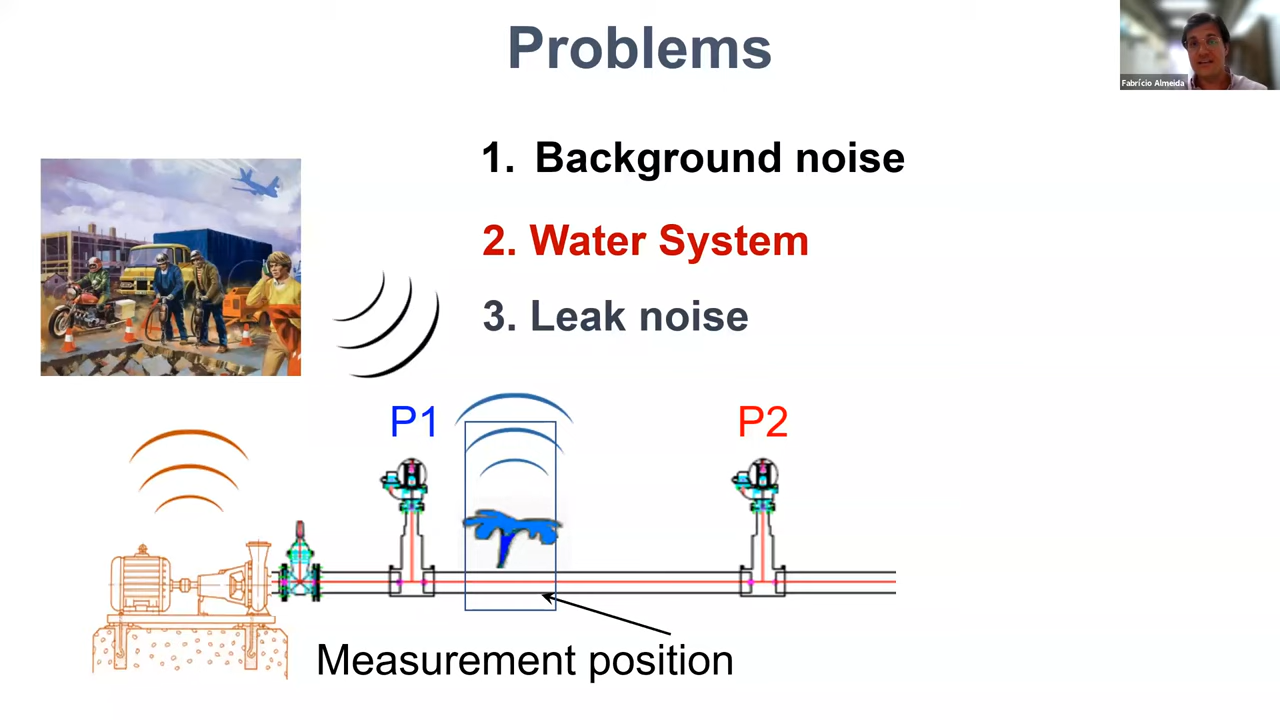 Problems
Fabrício Almeida
1. Background noise
2. Water System
3. Leak noise
P1
P2
Measurement position